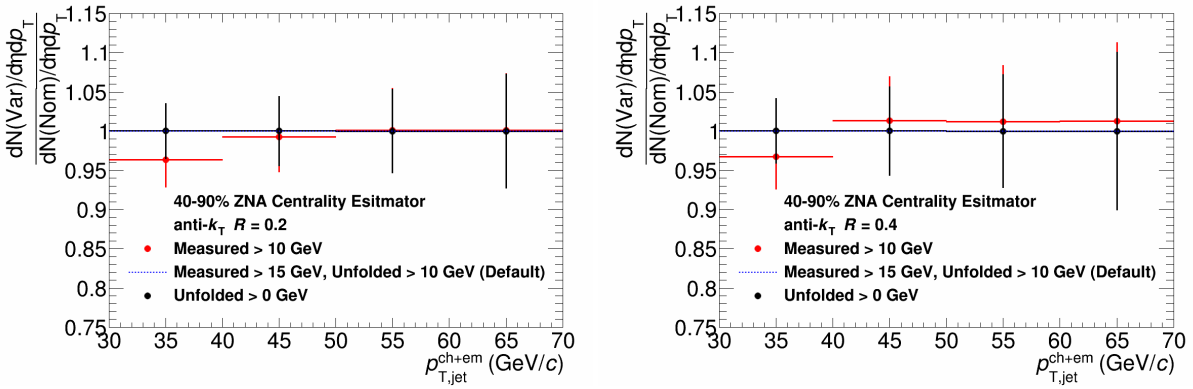 dN(Var)/dηdp_T
dN(Nom)/dηdp_T
1.15
1.1
1.05
1
0.95
0.9
0.85
0.8
0.75
40-90% ZNA Centrality Esitmator
anti-k_T R = 0.2
Measured > 10 GeV
Measured > 15 GeV, Unfolded > 10 GeV (Default)
Unfolded > 0 GeV
30 35 40 45 50 55 60 65 70
p_T,jet^ch+em (GeV/c)
dN(Var)/dηdp_T
dN(Nom)/dηdp_T
1.15
1.1
1.05
1
0.95
0.9
0.85
0.8
0.75
40-90% ZNA Centrality Esitmator
anti-k_T R = 0.4
Measured > 10 GeV
Measured > 15 GeV, Unfolded > 10 GeV (Default)
Unfolded > 0 GeV
30 35 40 45 50 55 60 65 70
p_T,jet^ch+em (GeV/c)